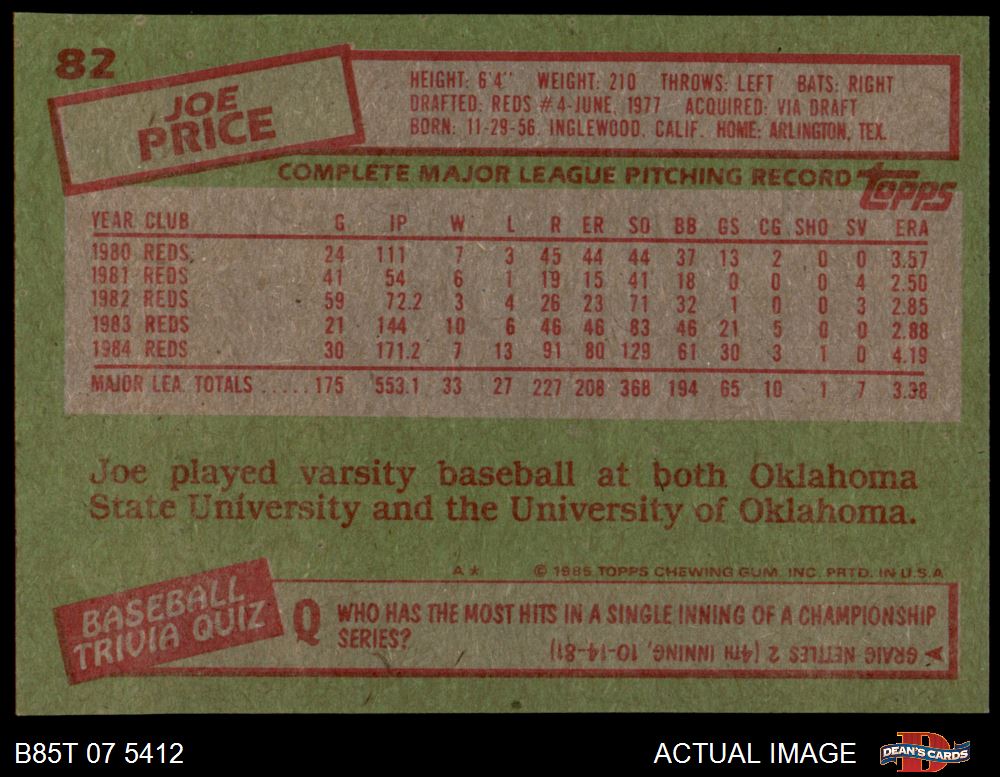 82
JOE
PRICE
HEIGHT: 6'4" WEIGHT: 210 THROWS: LEFT BATS: RIGHT
DRAFTED: REDS #4-JUNE, 1977 ACQUIRED: VIA DRAFT
BORN: 11-29-56, INGLEWOOD, CALIF. HOME: ARLINGTON, TEX.
COMPLETE MAJOR LEAGUE PITCHING RECORD topps
YEAR CLUB G IP W L R ER SO BB GS CG SHO SV ERA
1980 REDS 24 111 7 3 45 44 44 37 13 2 0 0 3.57
1981 REDS 41 54 6 1 19 15 41 18 0 0 0 4 2.50
1982 REDS 59 72.2 3 4 26 23 71 32 1 0 0 3 2.85
1983 REDS 21 144 10 6 46 46 83 46 21 5 0 0 2.88
1984 REDS 30 171.2 7 13 91 80 129 61 30 3 1 0 4.19
MAJOR LEA. TOTALS ..... 175 553.1 33 27 227 208 368 194 65 10 1 7 3.38
Joe played varsity baseball at both Oklahoma
State University and the University of Oklahoma.
A* © 1985 TOPPS CHEWING GUM, INC. PRTD. IN U.S.A.
BASEBALL
TRIVIA QUIZ
Q WHO HAS THE MOST HITS IN A SINGLE INNING OF A CHAMPIONSHIP
SERIES?
A GRAIG NETTLES 2 (4TH INNING, 10-14-81)
B85T 07 5412 ACTUAL IMAGE DEAN'S CARDS